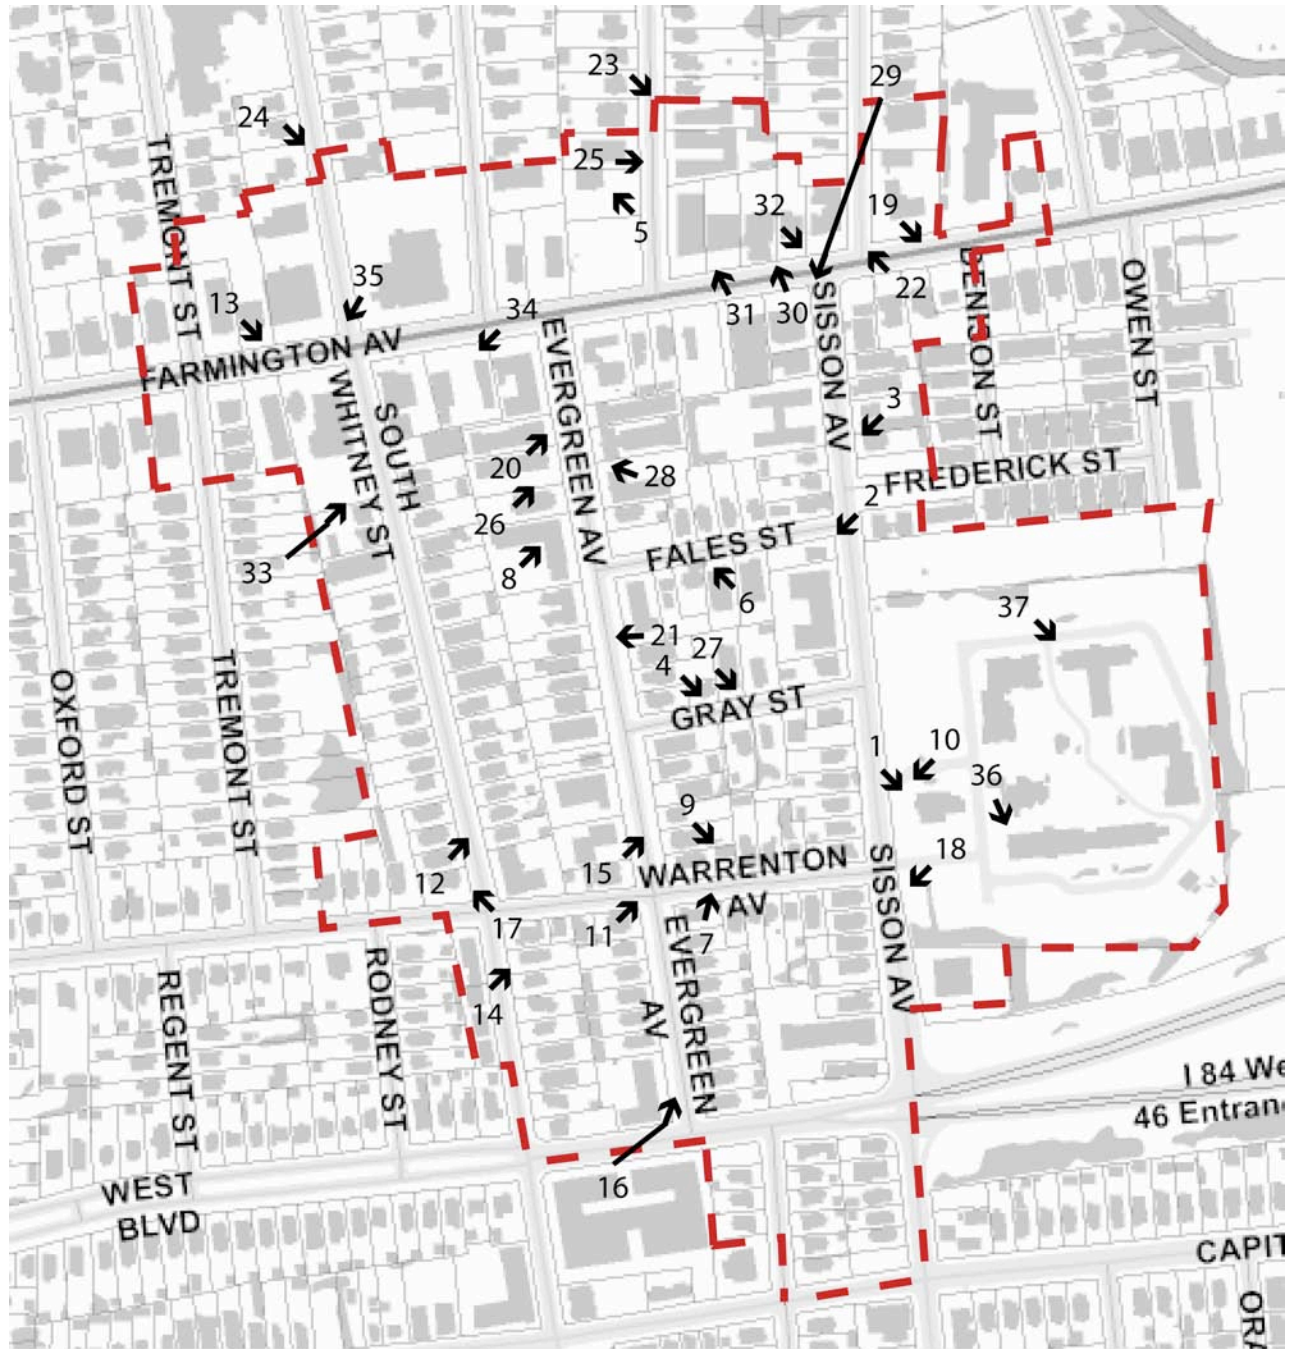 23
29
24
TREMONT ST
25
32
19
5
35
13
31
30
22
34
FARMINGTON AV
EVERGREEN AV
SISSON AV
DENISON ST
OWEN ST
WHITNEY ST
SOUTH
3
20
28
26
2
FREDERICK ST
33
8
FALES ST
6
37
21
27
4
GRAY ST
OXFORD ST
TREMONT ST
1
10
36
9
15
WARRENTON
AV
18
12
17
11
7
SISSON AV
EVERGREEN
AV
14
REGENT ST
RODNEY ST
16
I 84 We
46 Entran
WEST
BLVD
CAPIT
ORA